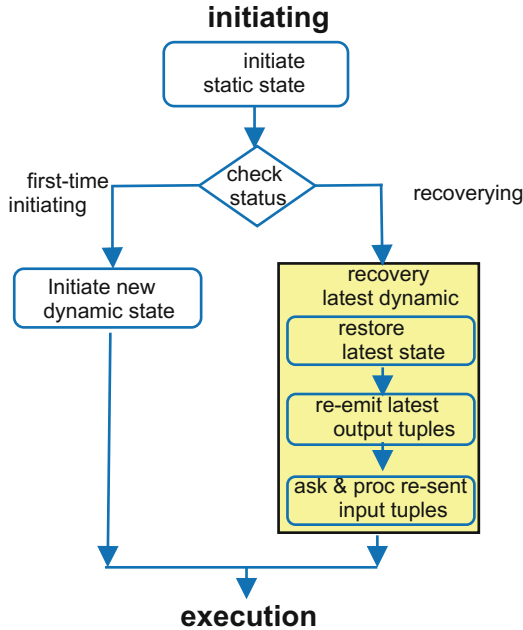 initiating
initiate
static state
check
status
first-time
initiating
recoverying
Initiate new
dynamic state
recovery
latest dynamic
restore
latest state
re-emit latest
output tuples
ask & proc re-sent
input tuples
execution